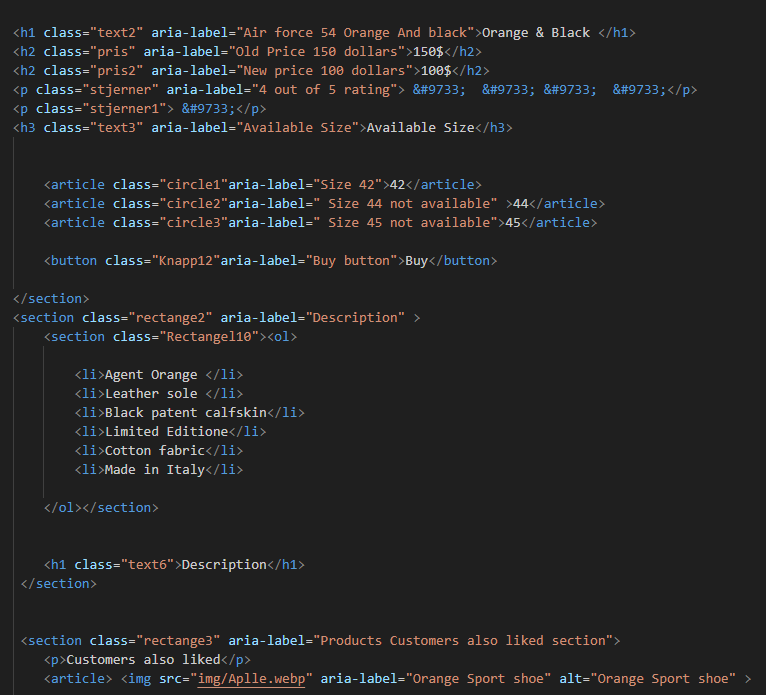 <h1 class="text2" aria-label="Air force 54 Orange And black">Orange & Black </h1>
<h2 class="pris" aria-label="Old Price 150 dollars">150$</h2>
<h2 class="pris2" aria-label="New price 100 dollars">100$</h2>
<p class="stjerner" aria-label="4 out of 5 rating"> &#9733;  &#9733; &#9733;  &#9733;</p>
<p class="stjerner1"> &#9733;</p>
<h3 class="text3" aria-label="Available Size">Available Size</h3>
<article class="circle1"aria-label="Size 42">42</article>
<article class="circle2"aria-label=" Size 44 not available" >44</article>
<article class="circle3"aria-label=" Size 45 not available">45</article>
<button class="Knapp12"aria-label="Buy button">Buy</button>
</section>
<section class="rectange2" aria-label="Description" >
<section class="Rectangel10"><ol>
<li>Agent Orange </li>
<li>Leather sole </li>
<li>Black patent calfskin</li>
<li>Limited Editione</li>
<li>Cotton fabric</li>
<li>Made in Italy</li>
</ol></section>
<h1 class="text6">Description</h1>
</section>
<section class="rectange3" aria-label="Products Customers also liked section">
<p>Customers also liked</p>
<article> <img src="img/Aplle.webp" aria-label="Orange Sport shoe" alt="Orange Sport shoe" >